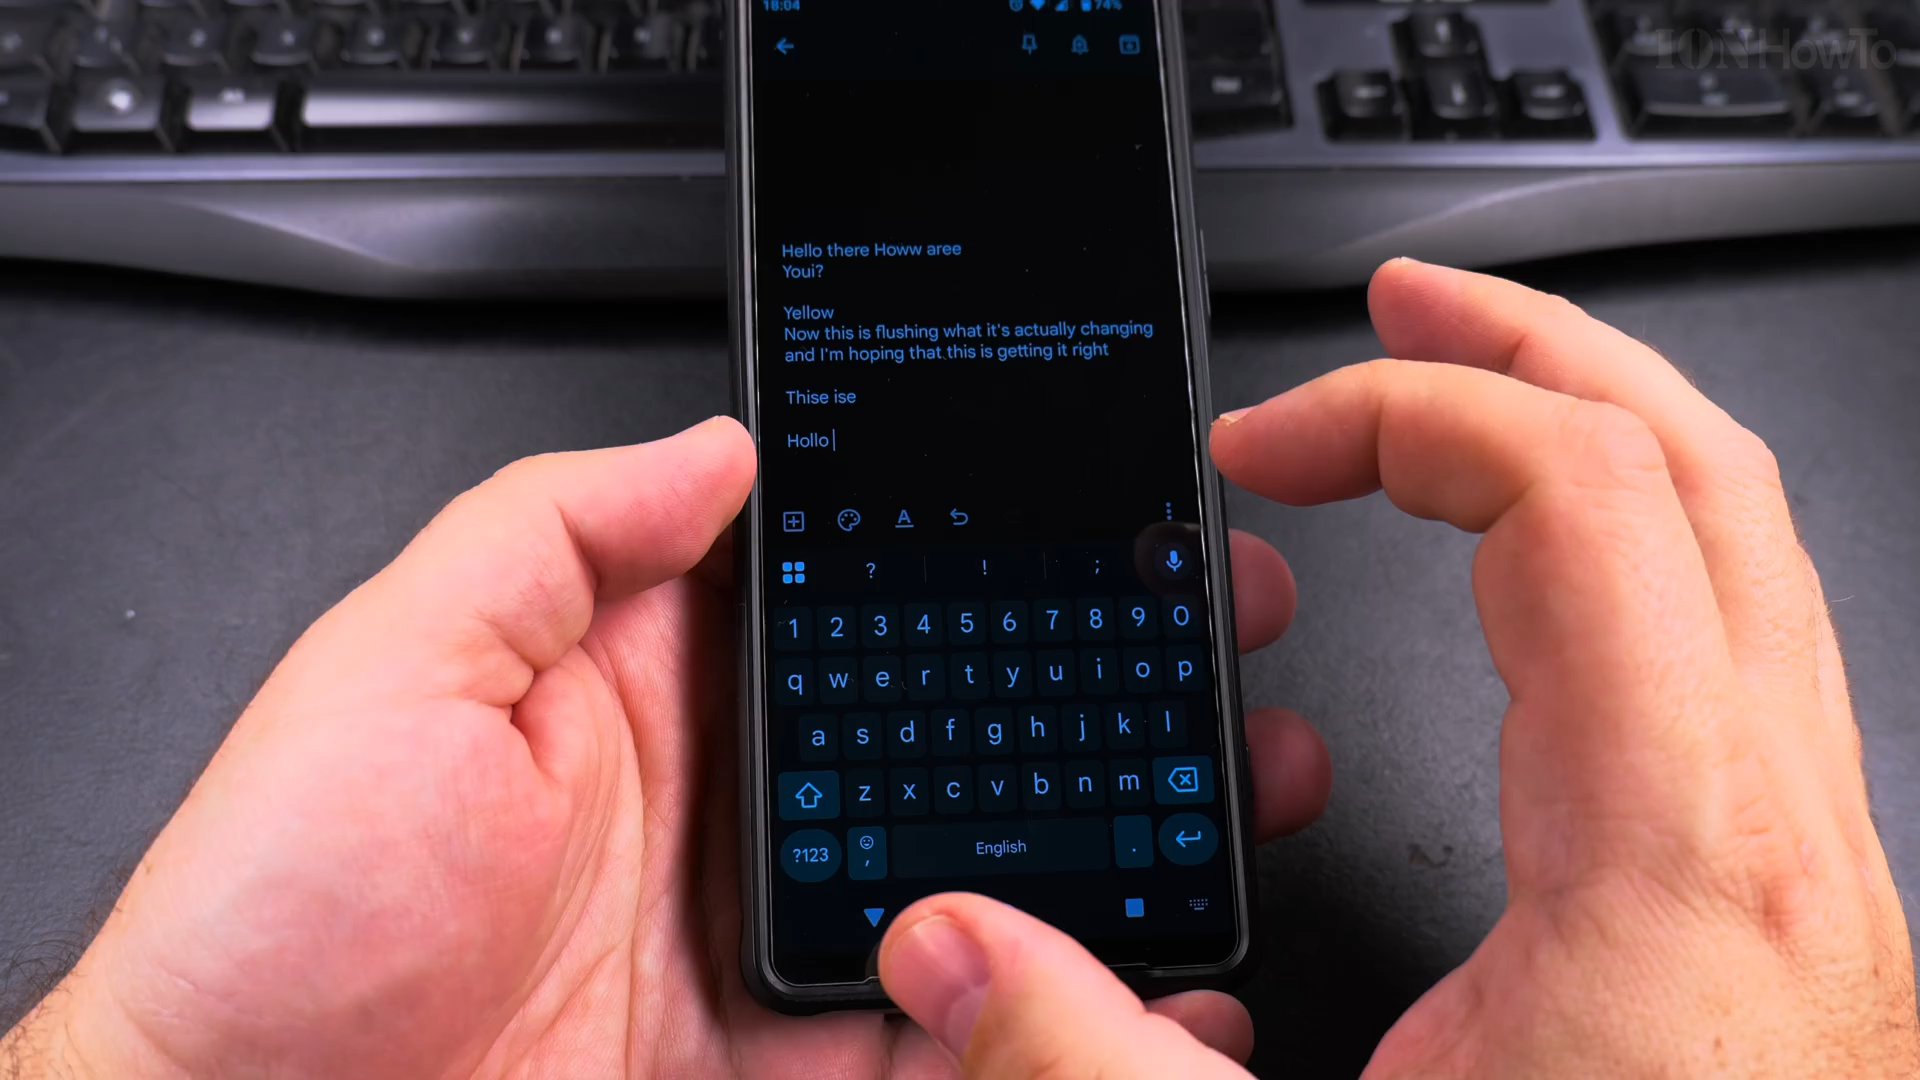 18:04
74%
IONHowTo
Hello there Howw aree
Youi?
Yellow
Now this is flushing what it's actually changing
and I'm hoping that this is getting it right
Thise ise
Hollo
A
? ! ;
1 2 3 4 5 6 7 8 9 0
q w e r t y u i o p
a s d f g h j k l
z x c v b n m
?123 , English .